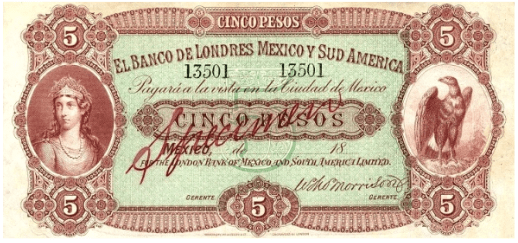 CINCO PESOS
5 5
EL BANCO DE LONDRES MEXICO Y SUD AMERICA
13501 13501
Pagará a la vista en la Ciudad de Mexico
CINCO PESOS
Specimen
Mexico, de 18
FOR THE LONDON BANK OF MEXICO AND SOUTH AMERICA LIMITED.
GERENTE. GERENTE.
5 5